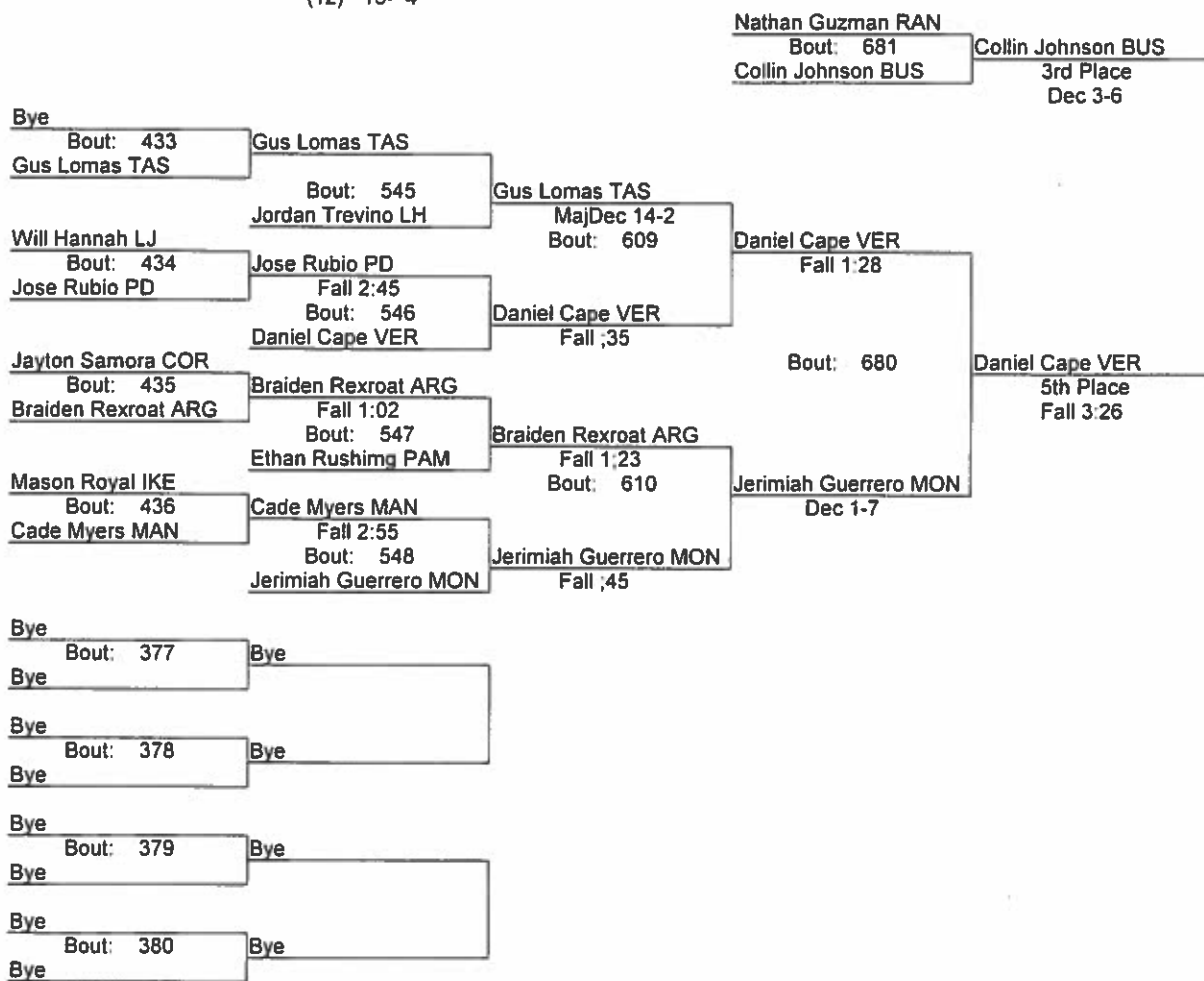 (12) 15- 4
Nathan Guzman RAN
Bout: 681
Collin Johnson BUS
Collin Johnson BUS
3rd Place
Dec 3-6
Bye
Bout: 433
Gus Lomas TAS
Gus Lomas TAS
Bout: 545
Jordan Trevino LH
Gus Lomas TAS
MajDec 14-2
Bout: 609
Will Hannah LJ
Bout: 434
Jose Rubio PD
Jose Rubio PD
Fall 2:45
Bout: 546
Daniel Cape VER
Daniel Cape VER
Fall ;35
Daniel Cape VER
Fall 1:28
Bout: 680
Daniel Cape VER
5th Place
Fall 3:26
Jayton Samora COR
Bout: 435
Braiden Rexroat ARG
Braiden Rexroat ARG
Fall 1:02
Bout: 547
Ethan Rushimg PAM
Braiden Rexroat ARG
Fall 1;23
Bout: 610
Jerimiah Guerrero MON
Dec 1-7
Mason Royal IKE
Bout: 436
Cade Myers MAN
Cade Myers MAN
Fall 2:55
Bout: 548
Jerimiah Guerrero MON
Jerimiah Guerrero MON
Fall ;45
Bye
Bout: 377
Bye
Bye
Bye
Bout: 378
Bye
Bye
Bye
Bout: 379
Bye
Bye
Bye
Bout: 380
Bye
Bye